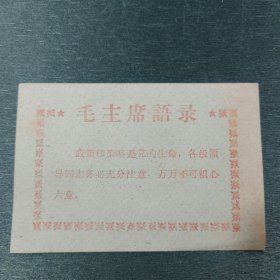 毛主席語录
政策和策略是党的生命，各级领
导同志务必充分注意，万万不可粗心
大意。